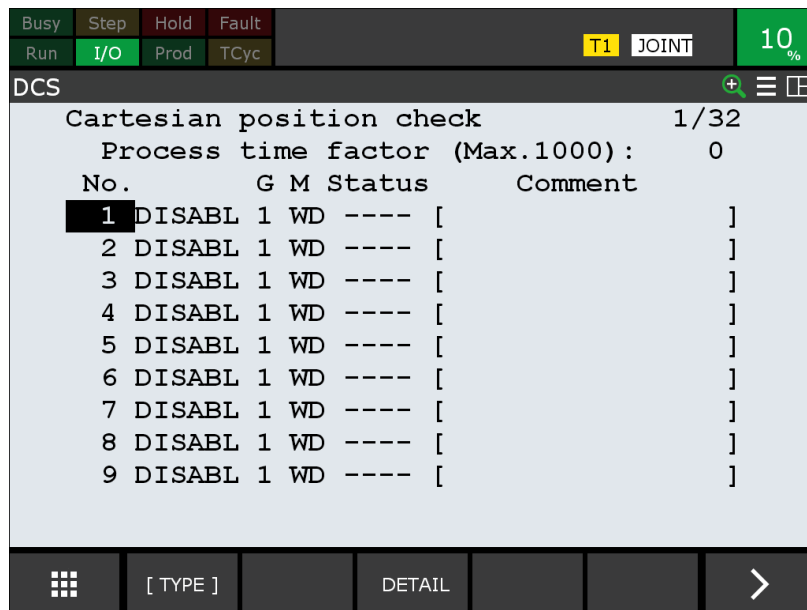 Busy Step Hold Fault
Run I/O Prod TCyc T1 JOINT 10%
DCS
Cartesian position check 1/32
Process time factor (Max.1000): 0
No. G M Status Comment
1 DISABL 1 WD ---- [ ]
2 DISABL 1 WD ---- [ ]
3 DISABL 1 WD ---- [ ]
4 DISABL 1 WD ---- [ ]
5 DISABL 1 WD ---- [ ]
6 DISABL 1 WD ---- [ ]
7 DISABL 1 WD ---- [ ]
8 DISABL 1 WD ---- [ ]
9 DISABL 1 WD ---- [ ]
[ TYPE ] DETAIL